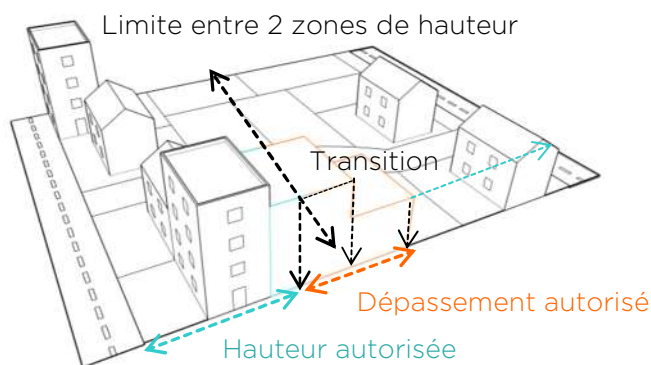 Limite entre 2 zones de hauteur
Transition
Dépassement autorisé
Hauteur autorisée